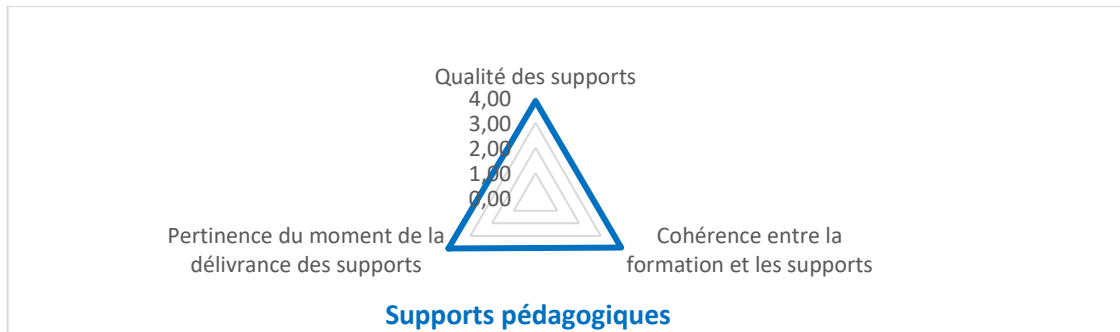 Qualité des supports
4,00
3,00
2,00
1,00
0,00
Pertinence du moment de la
délivrance des supports
Cohérence entre la
formation et les supports
Supports pédagogiques